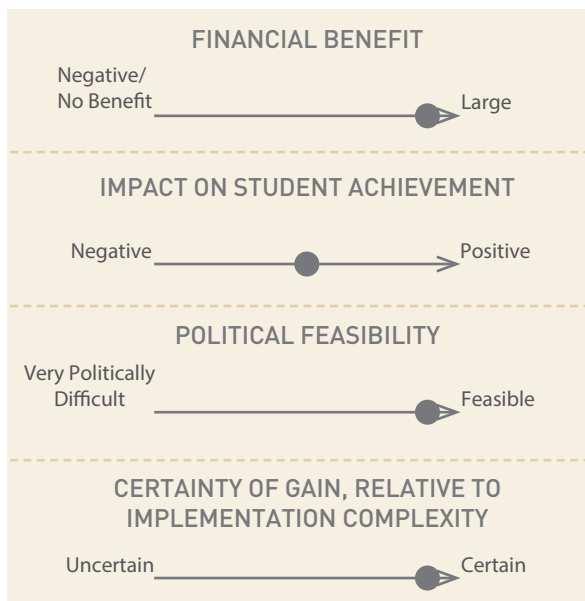 FINANCIAL BENEFIT
Negative/
No Benefit
Large
IMPACT ON STUDENT ACHIEVEMENT
Negative
Positive
POLITICAL FEASIBILITY
Very Politically
Difficult
Feasible
CERTAINTY OF GAIN, RELATIVE TO
IMPLEMENTATION COMPLEXITY
Uncertain
Certain